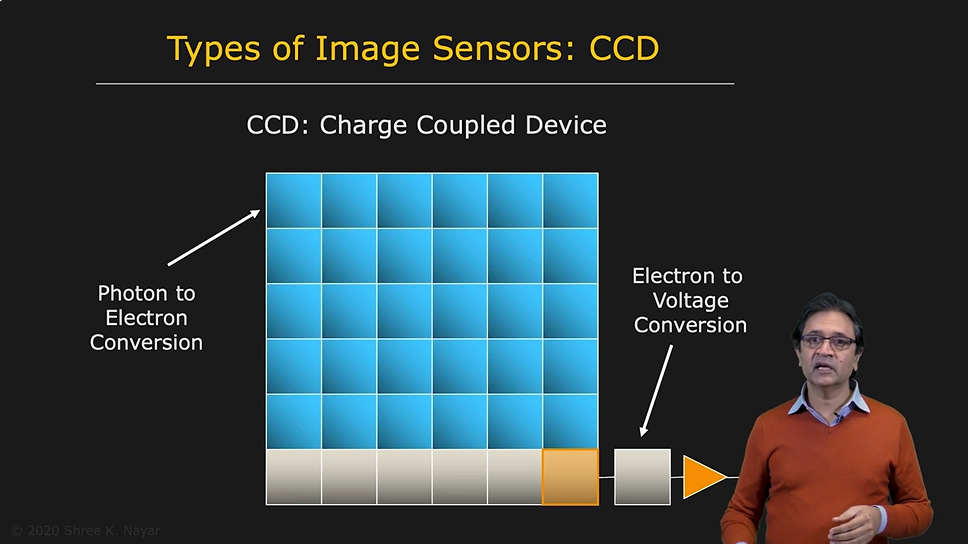 Types of Image Sensors: CCD
CCD: Charge Coupled Device
Photon to
Electron
Conversion
Electron to
Voltage
Conversion
© 2020 Shree K. Nayar